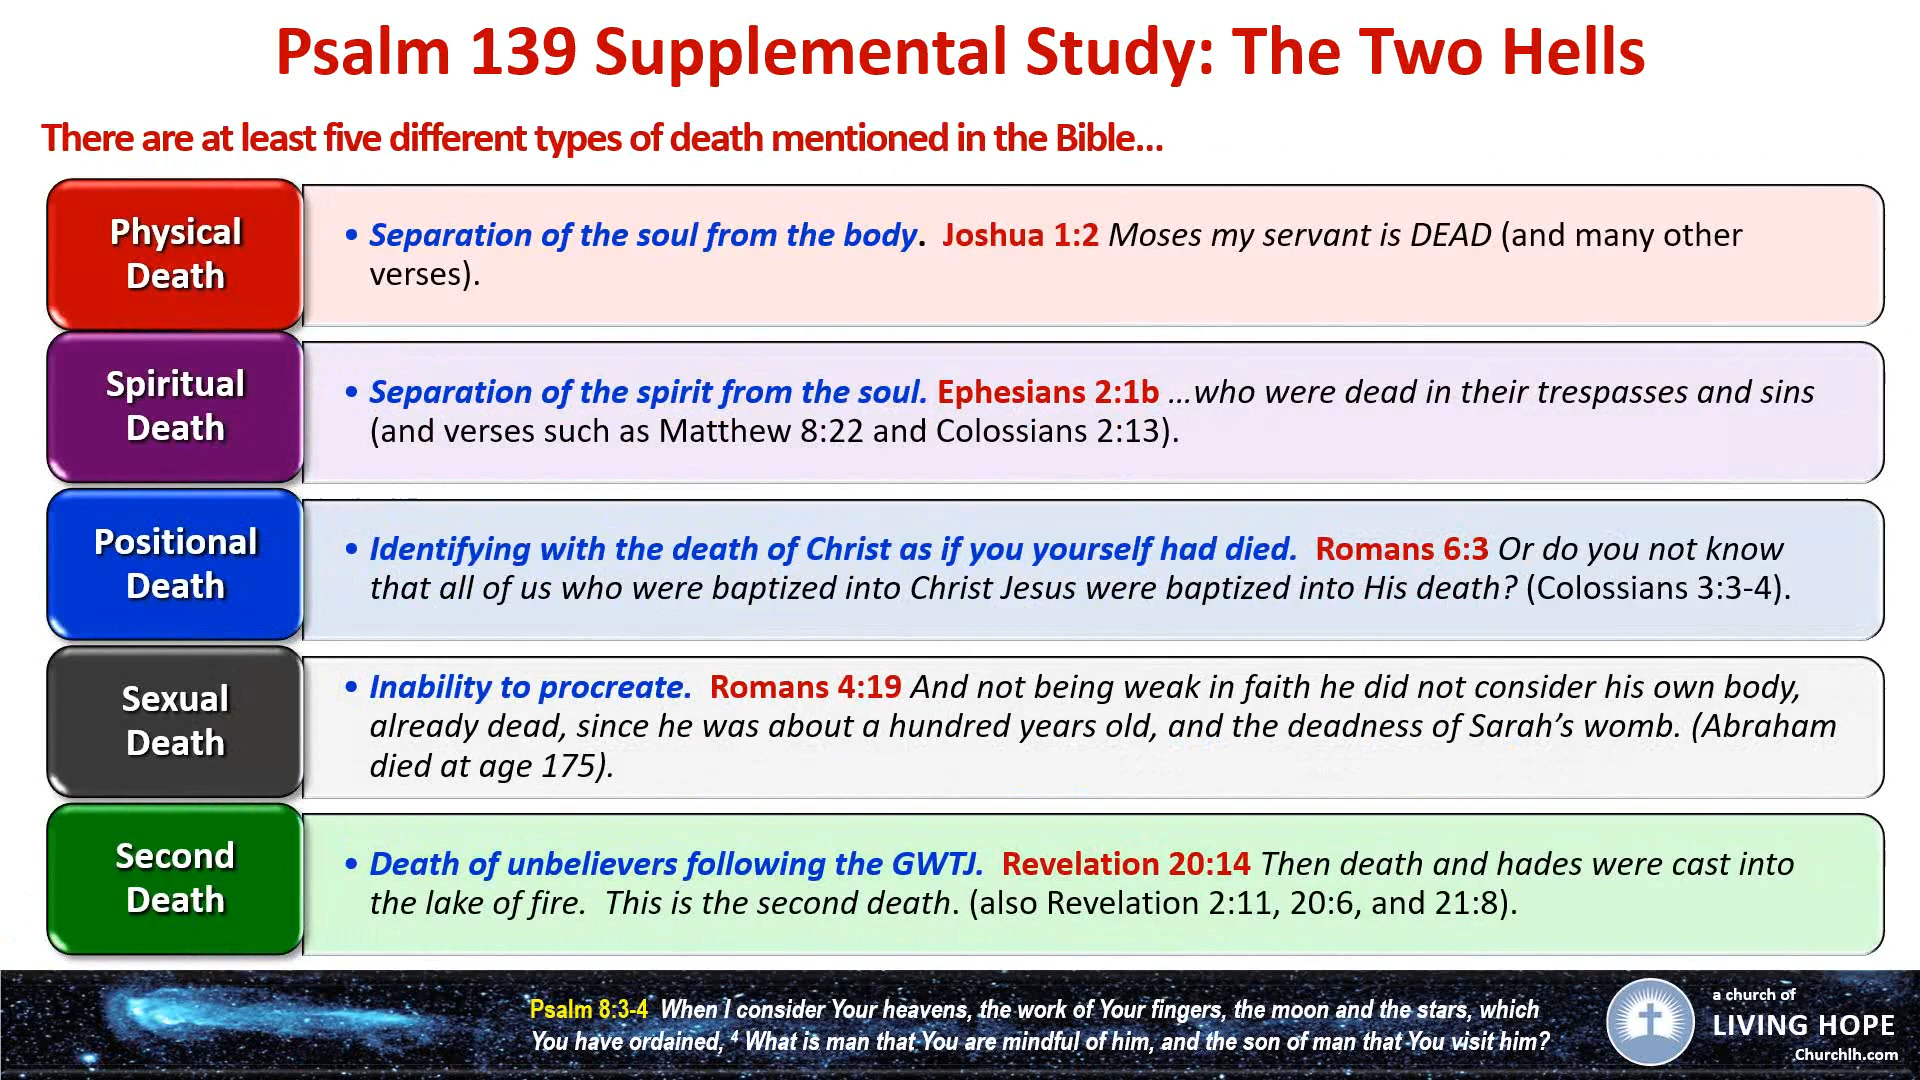 Psalm 139 Supplemental Study: The Two Hells
There are at least five different types of death mentioned in the Bible...
Physical
Death
• Separation of the soul from the body.  Joshua 1:2 Moses my servant is DEAD (and many other
verses).
Spiritual
Death
• Separation of the spirit from the soul. Ephesians 2:1b ...who were dead in their trespasses and sins
(and verses such as Matthew 8:22 and Colossians 2:13).
Positional
Death
• Identifying with the death of Christ as if you yourself had died.  Romans 6:3 Or do you not know
that all of us who were baptized into Christ Jesus were baptized into His death? (Colossians 3:3-4).
Sexual
Death
• Inability to procreate.  Romans 4:19 And not being weak in faith he did not consider his own body,
already dead, since he was about a hundred years old, and the deadness of Sarah’s womb. (Abraham
died at age 175).
Second
Death
• Death of unbelievers following the GWTJ.  Revelation 20:14 Then death and hades were cast into
the lake of fire.  This is the second death. (also Revelation 2:11, 20:6, and 21:8).
Psalm 8:3-4  When I consider Your heavens, the work of Your fingers, the moon and the stars, which
You have ordained, ⁴ What is man that You are mindful of him, and the son of man that You visit him?
a church of
LIVING HOPE
Churchlh.com